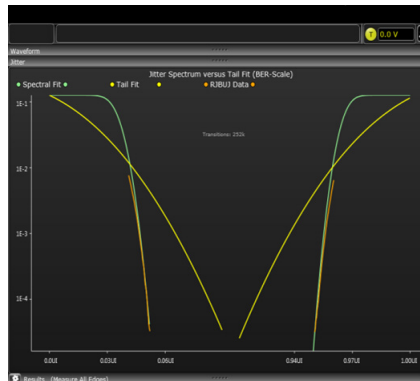 T 0.0 V
Waveform
Jitter
Jitter Spectrum versus Tail Fit (BER-Scale)
Spectral Fit Tail Fit RJBUJ Data
1E-1
Transitions: 252k
1E-2
1E-3
1E-4
0.0UI 0.03UI 0.06UI 0.94UI 0.97UI 1.00UI
Results (Measure All Edges)